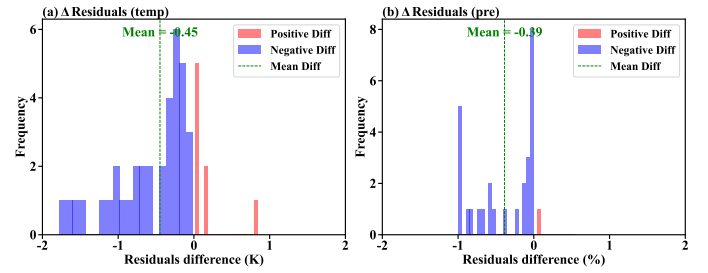 (a) Δ Residuals (temp)
Mean = -0.45
Positive Diff
Negative Diff
Mean Diff
Frequency
6
4
2
0
-2
-1
0
1
2
Residuals difference (K)
(b) Δ Residuals (pre)
Mean = -0.39
Positive Diff
Negative Diff
Mean Diff
Frequency
8
6
4
2
0
-2
-1
0
1
2
Residuals difference (%)